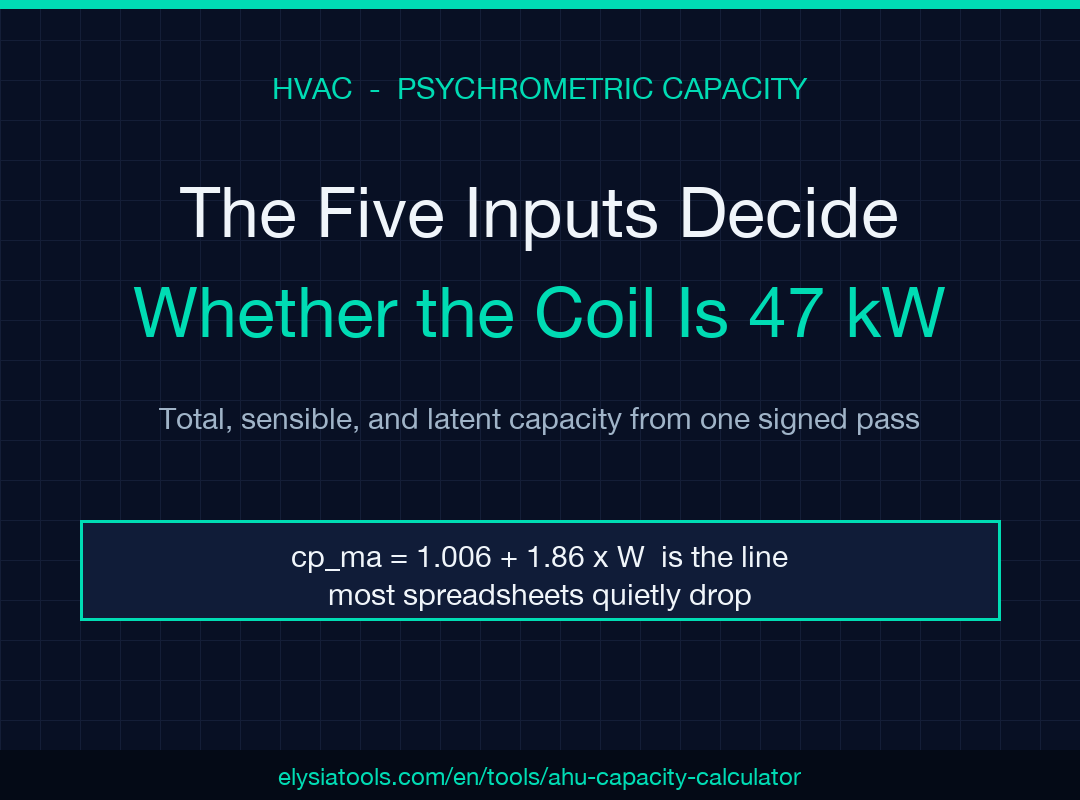 HVAC - PSYCHROMETRIC CAPACITY
The Five Inputs Decide
Whether the Coil Is 47 kW
Total, sensible, and latent capacity from one signed pass
cp_ma = 1.006 + 1.86 x W is the line
most spreadsheets quietly drop
elysiatools.com/en/tools/ahu-capacity-calculator